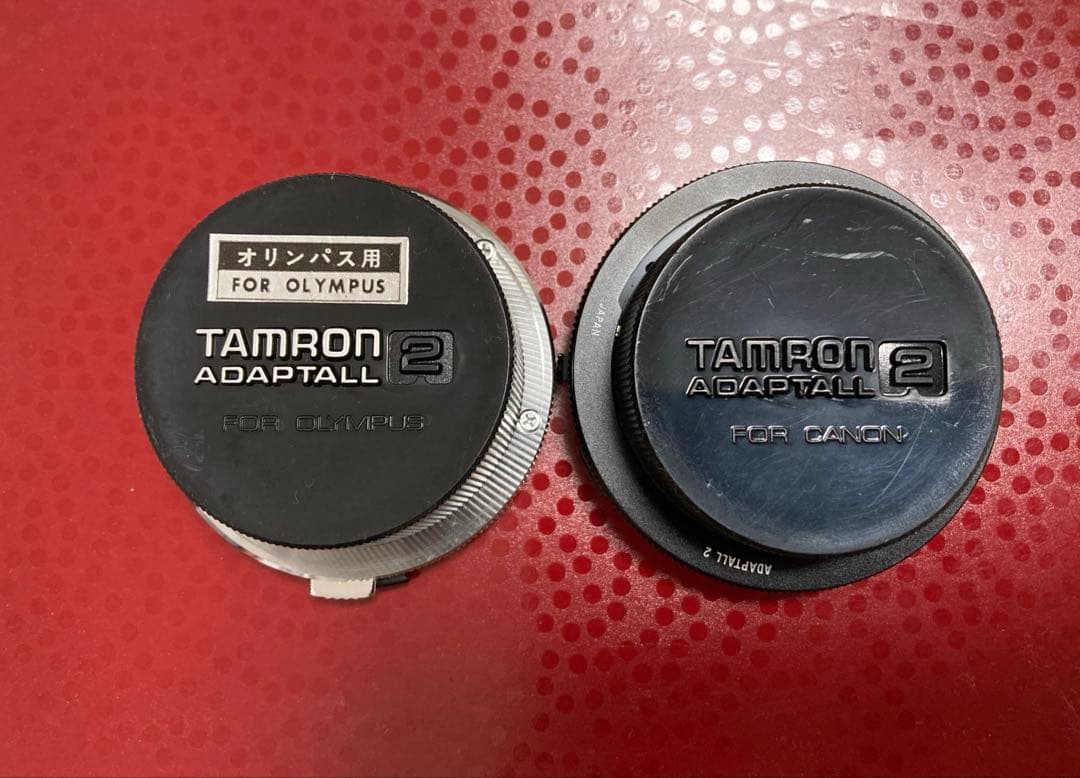 オリンパス用
FOR OLYMPUS
TAMRON 2
ADAPTALL
FOR OLYMPUS
JAPAN
TAMRON 2
ADAPTALL
FOR CANON
ADAPTALL 2